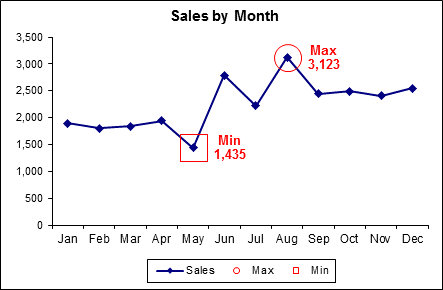 Sales by Month
3,500
3,000
2,500
2,000
1,500
1,000
500
0
Max
3,123
Min
1,435
Jan Feb Mar Apr May Jun Jul Aug Sep Oct Nov Dec
Sales Max Min